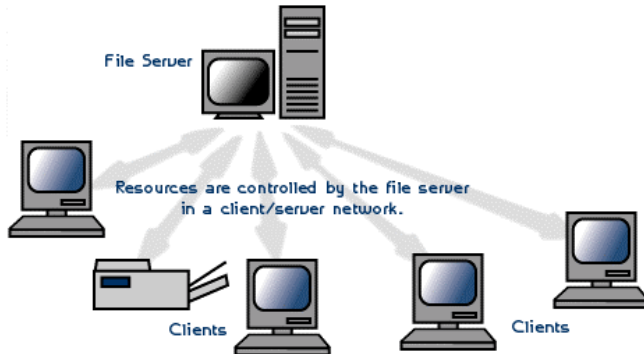 File Server
Resources are controlled by the file server
in a client/server network.
Clients
Clients